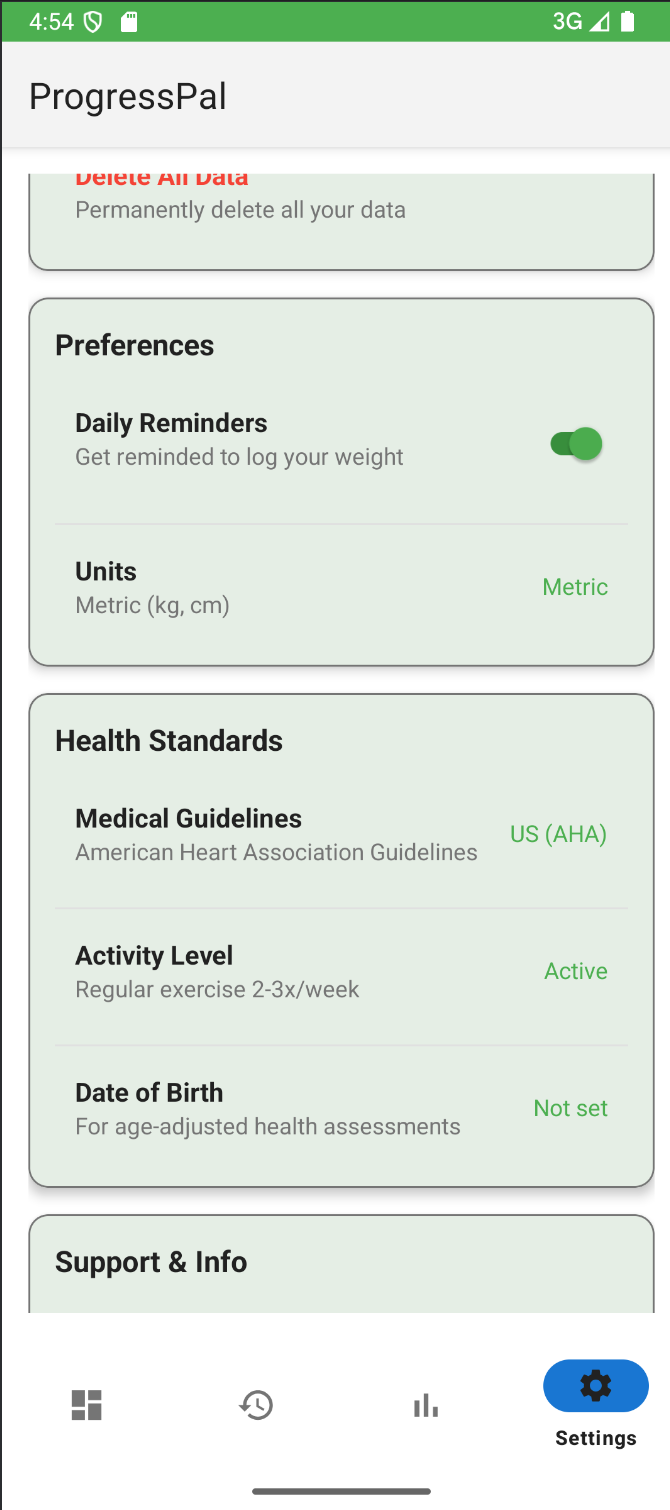 4:54
3G
ProgressPal
Delete All Data
Permanently delete all your data
Preferences
Daily Reminders
Get reminded to log your weight
Units
Metric (kg, cm)
Metric
Health Standards
Medical Guidelines
American Heart Association Guidelines
US (AHA)
Activity Level
Regular exercise 2-3x/week
Active
Date of Birth
For age-adjusted health assessments
Not set
Support & Info
Settings